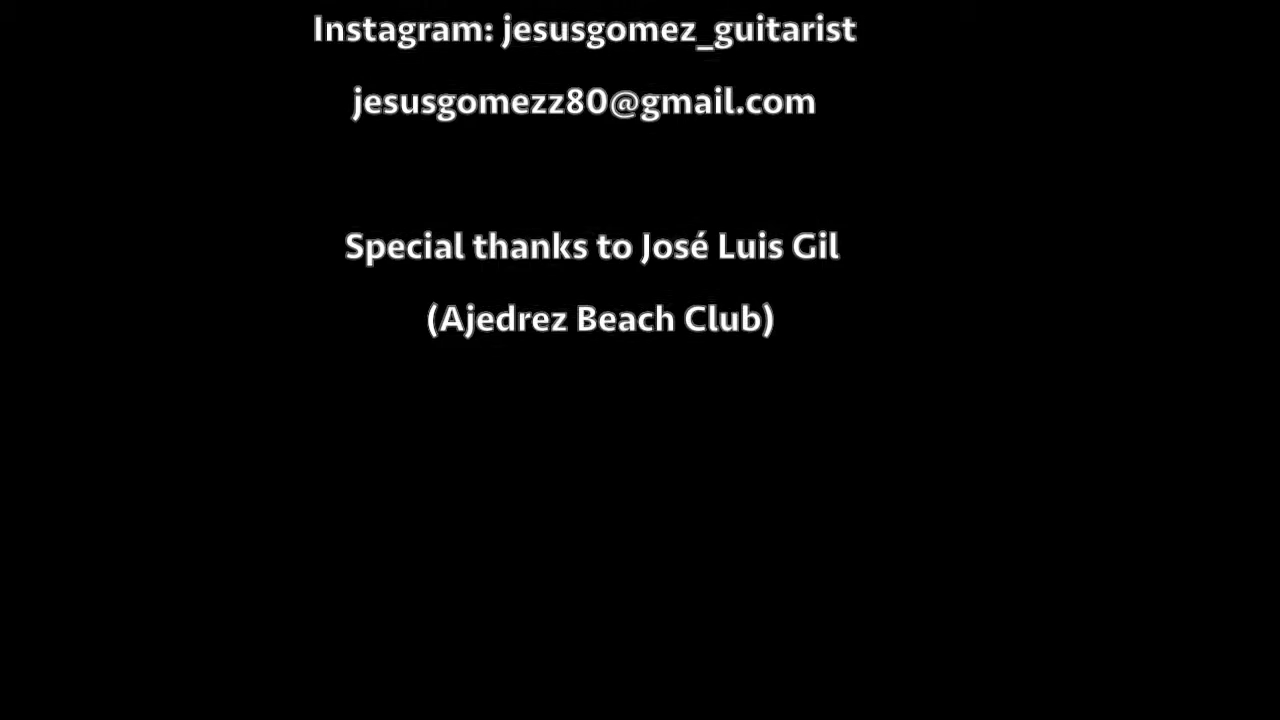 Instagram: jesusgomez_guitarist
jesusgomezz80@gmail.com
Special thanks to José Luis Gil
(Ajedrez Beach Club)